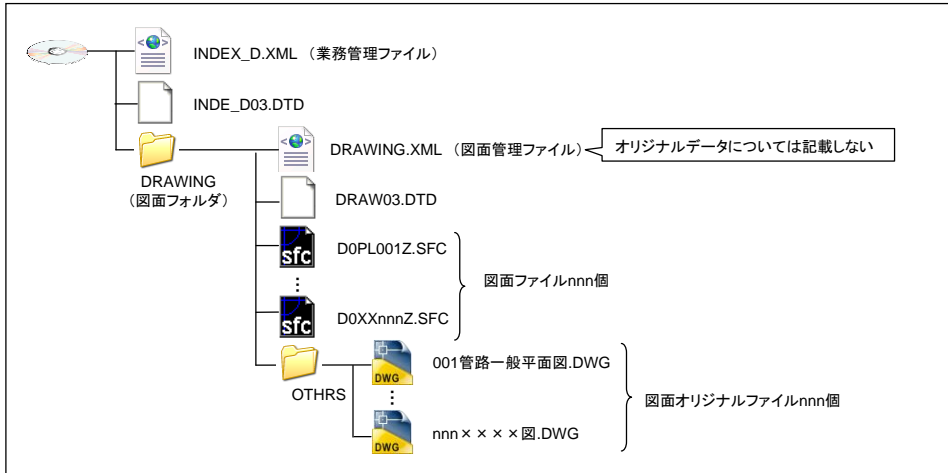 INDEX_D.XML (業務管理ファイル)
INDE_D03.DTD
DRAWING
(図面フォルダ)
DRAWING.XML (図面管理ファイル)
オリジナルデータについては記載しない
DRAW03.DTD
sfc
D0PL001Z.SFC
⋮
図面ファイルnnn個
sfc
D0XXnnnZ.SFC
OTHRS
DWG
001管路一般平面図.DWG
⋮
図面オリジナルファイルnnn個
DWG
nnn××××図.DWG